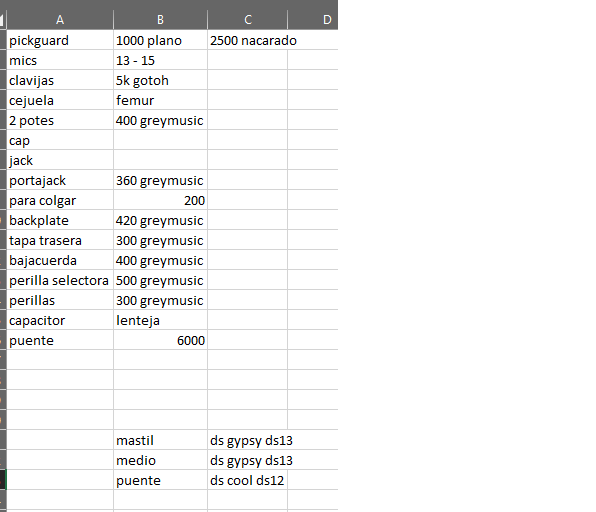 A B C D
pickguard 1000 plano 2500 nacarado
mics 13 - 15
clavijas 5k gotoh
cejuela femur
2 potes 400 greymusic
cap
jack
portajack 360 greymusic
para colgar 200
backplate 420 greymusic
tapa trasera 300 greymusic
bajacuerda 400 greymusic
perilla selectora 500 greymusic
perillas 300 greymusic
capacitor lenteja
puente 6000
mastil ds gypsy ds13
medio ds gypsy ds13
puente ds cool ds12